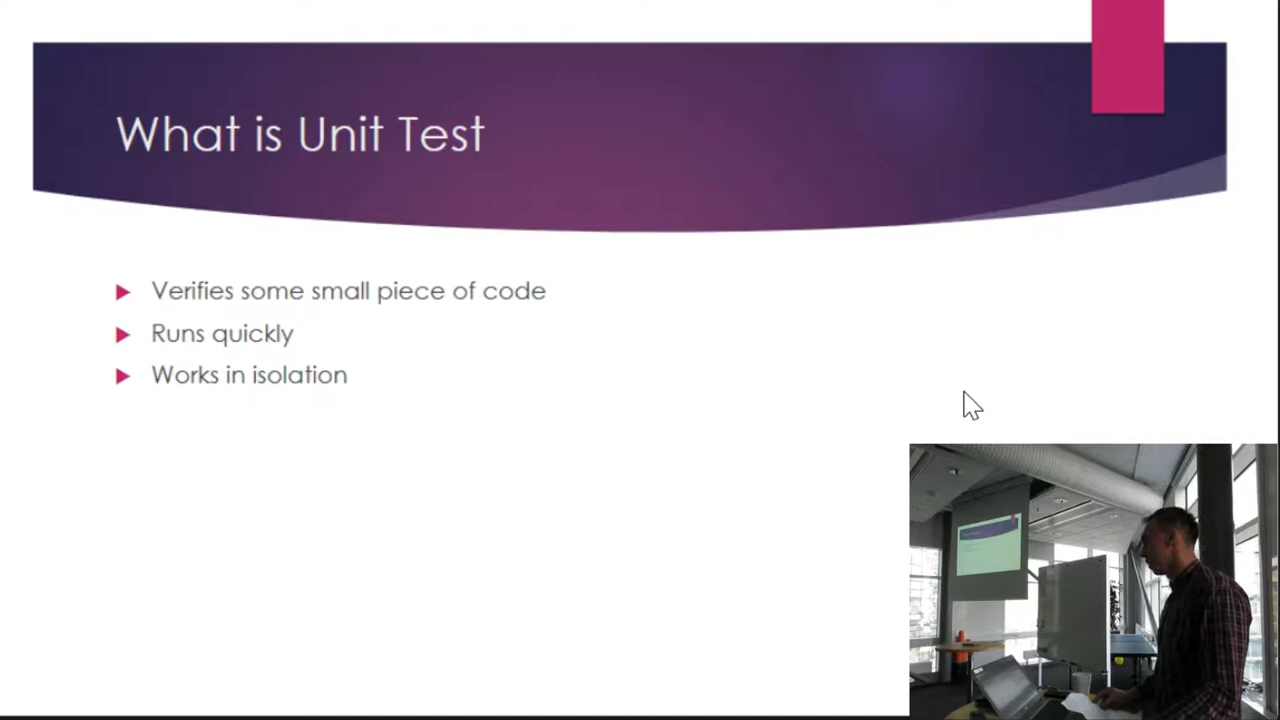 What is Unit Test
Verifies some small piece of code
Runs quickly
Works in isolation